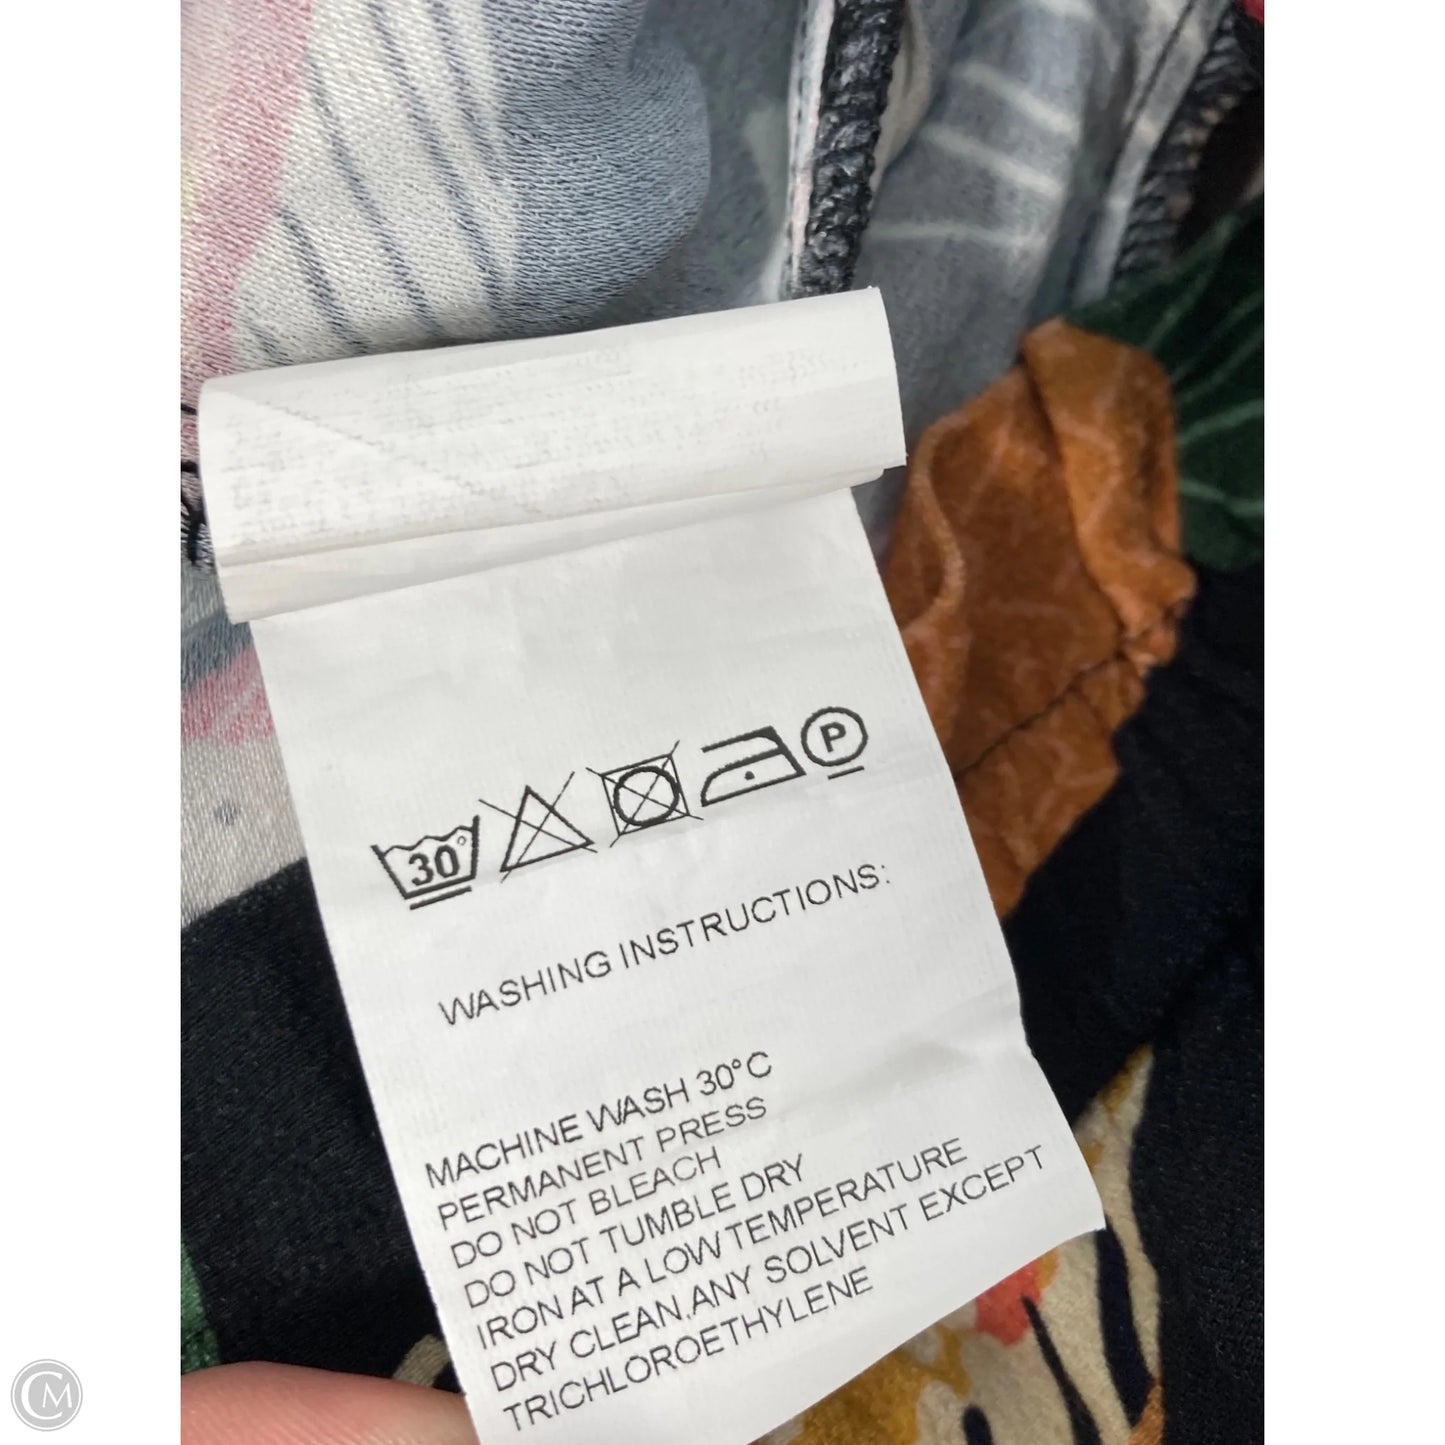 30°
P
WASHING INSTRUCTIONS:
MACHINE WASH 30°C
PERMANENT PRESS
DO NOT BLEACH
DO NOT TUMBLE DRY
IRON AT A LOW TEMPERATURE
DRY CLEAN,ANY SOLVENT EXCEPT
TRICHLOROETHYLENE
CM